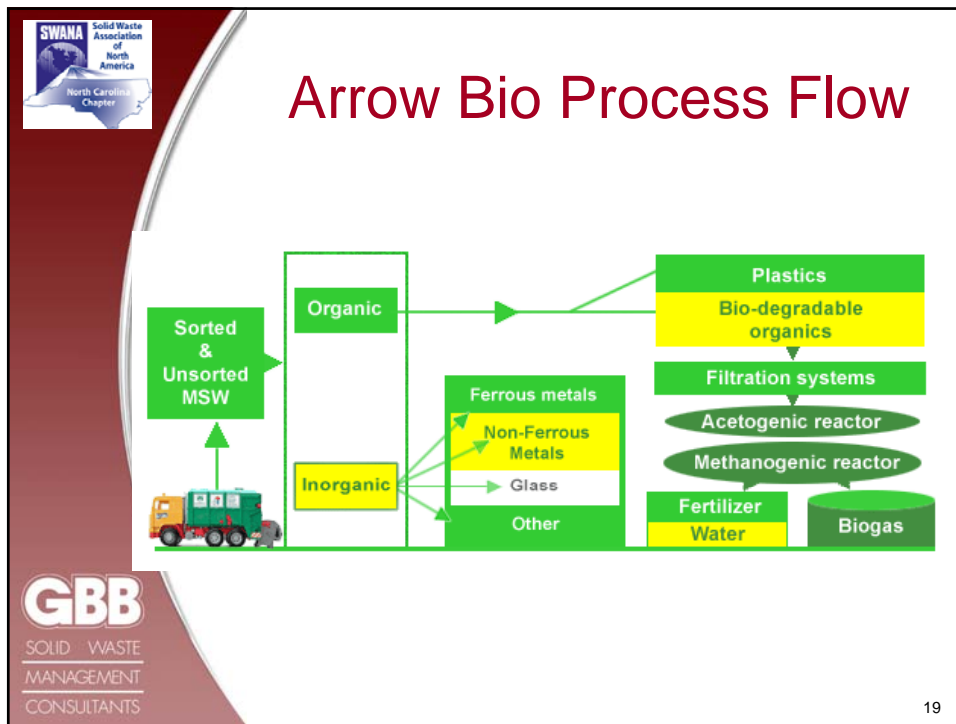 SWANA
Solid Waste
Association
of
North
America
North Carolina
Chapter
Arrow Bio Process Flow
Sorted
&
Unsorted
MSW
Organic
Inorganic
Ferrous metals
Non-Ferrous
Metals
Glass
Other
Plastics
Bio-degradable
organics
Filtration systems
Acetogenic reactor
Methanogenic reactor
Fertilizer
Water
Biogas
GBB
SOLID WASTE
MANAGEMENT
CONSULTANTS
19